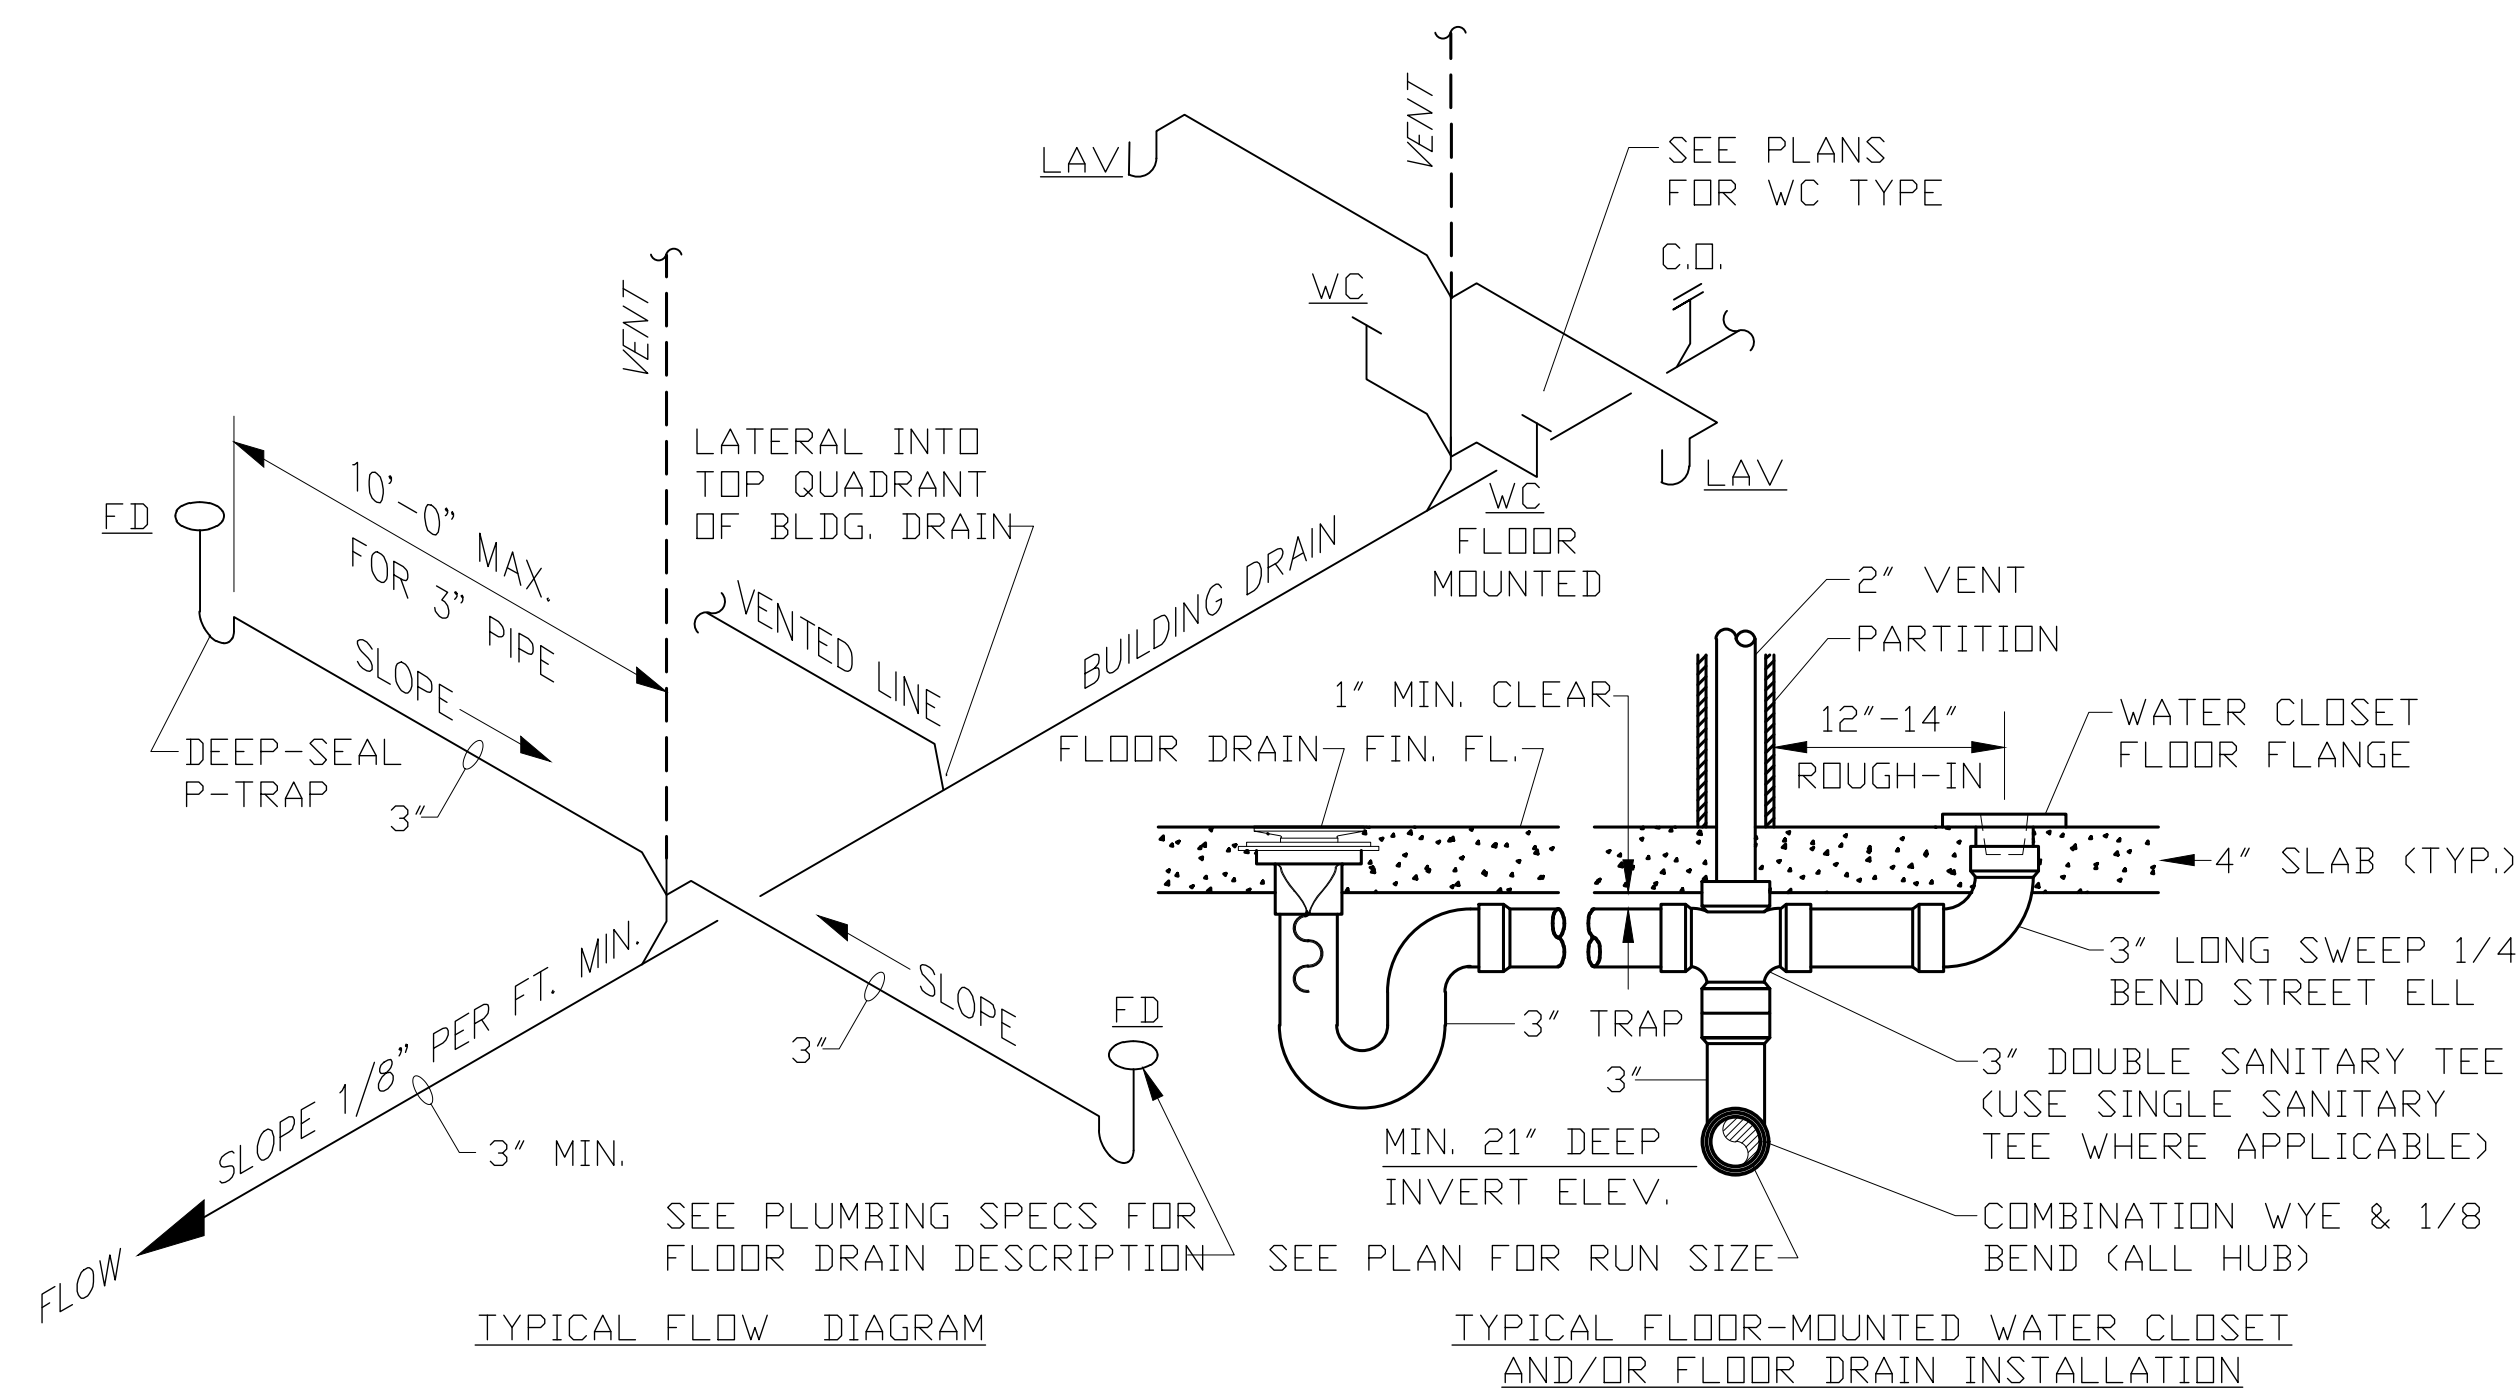 VENT
LAV
SEE PLANS
FOR WC TYPE
C.O.
WC
VENT
LATERAL INTO
TOP QUADRANT
OF BLDG. DRAIN
10'-0" MAX.
FOR 3" PIPE
FD
LAV
WC
FLOOR
MOUNTED
SLOPE
VENTED LINE
BUILDING DRAIN
DEEP-SEAL
P-TRAP
3"
2" VENT
PARTITION
1" MIN. CLEAR
12"-14"
ROUGH-IN
WATER CLOSET
FLOOR FLANGE
FLOOR DRAIN
FIN. FL.
4" SLAB (TYP.)
3" LONG SWEEP 1/4
BEND STREET ELL
SLOPE
3"
FD
3" TRAP
3"
3" DOUBLE SANITARY TEE
(USE SINGLE SANITARY
TEE WHERE APPLICABLE)
SLOPE 1/8" PER FT. MIN.
3" MIN.
MIN. 21" DEEP
INVERT ELEV.
COMBINATION WYE & 1/8
BEND (ALL HUB)
SEE PLUMBING SPECS FOR
FLOOR DRAIN DESCRIPTION
SEE PLAN FOR RUN SIZE
FLOW
TYPICAL FLOW DIAGRAM
TYPICAL FLOOR-MOUNTED WATER CLOSET
AND/OR FLOOR DRAIN INSTALLATION